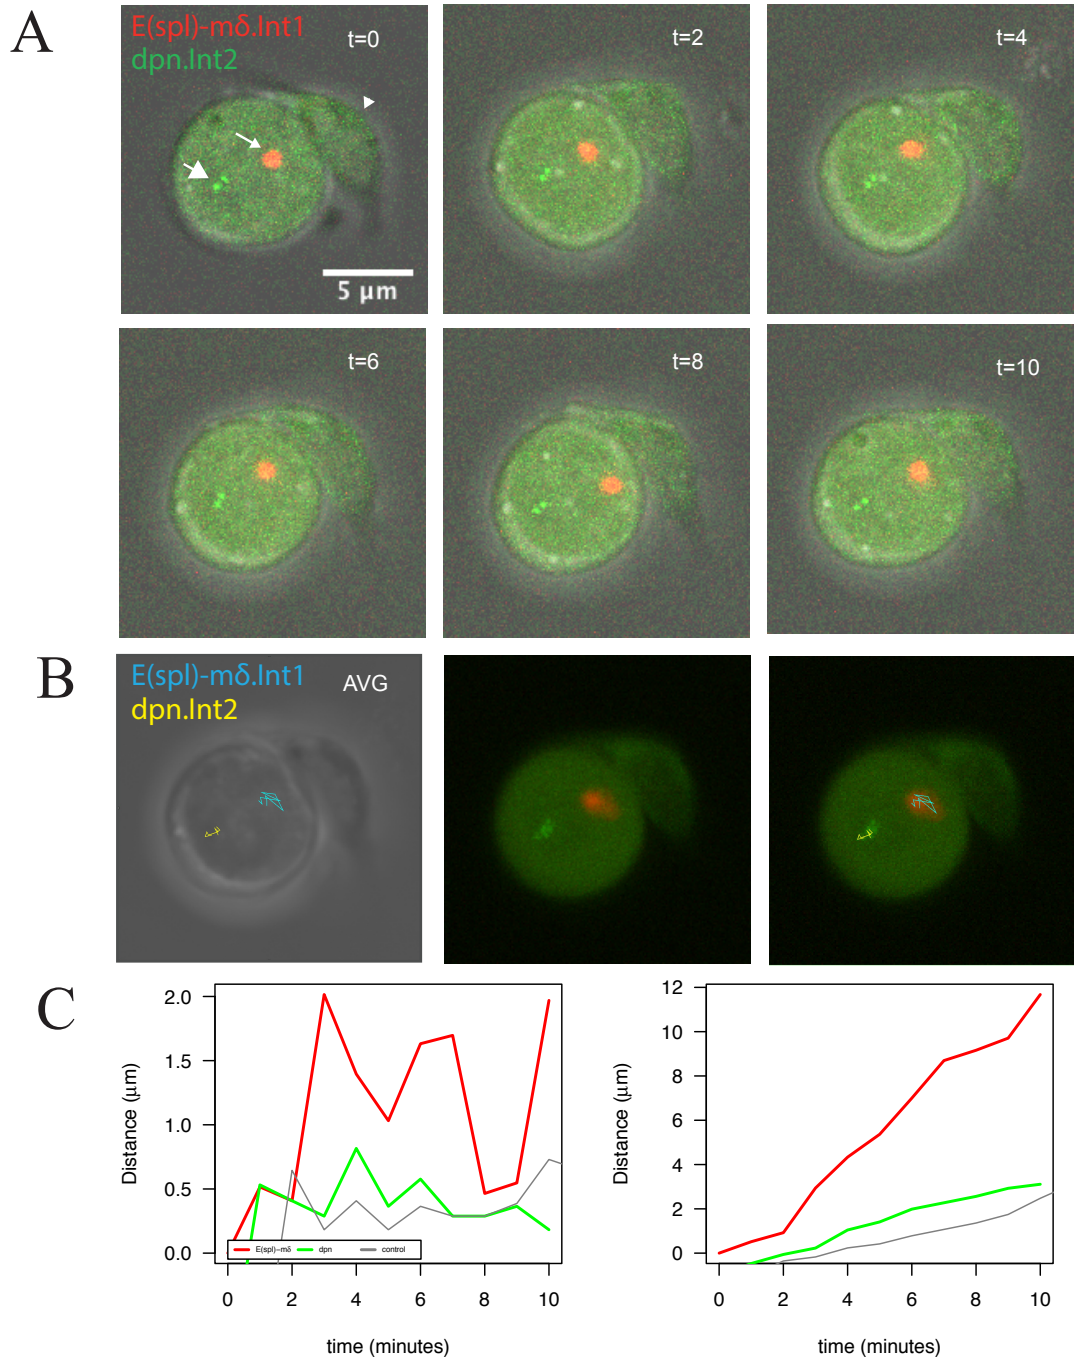 A
E(spl)-mδ.Int1
dpn.Int2
t=0
t=2
t=4
5 μm
t=6
t=8
t=10
B
E(spl)-mδ.Int1
dpn.Int2
AVG
C
Distance (μm)
2.0
1.5
1.0
0.5
0.0
E(spl)-mδ dpn control
0 2 4 6 8 10
time (minutes)
Distance (μm)
12
10
8
6
4
2
0
0 2 4 6 8 10
time (minutes)